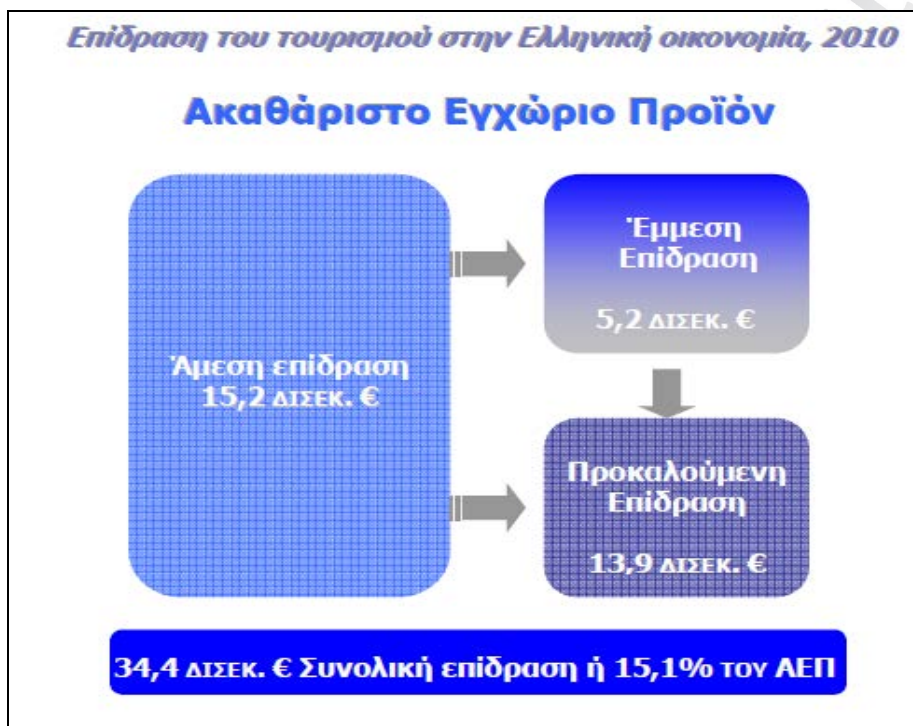 Επίδραση του τουρισμού στην Ελληνική οικονομία, 2010
Ακαθάριστο Εγχώριο Προϊόν
Άμεση επίδραση
15,2 ΔΙΣΕΚ. €
Έμμεση
Επίδραση
5,2 ΔΙΣΕΚ. €
Προκαλούμενη
Επίδραση
13,9 ΔΙΣΕΚ. €
34,4 ΔΙΣΕΚ. € Συνολική επίδραση ή 15,1% ΤΟΥ ΑΕΠ